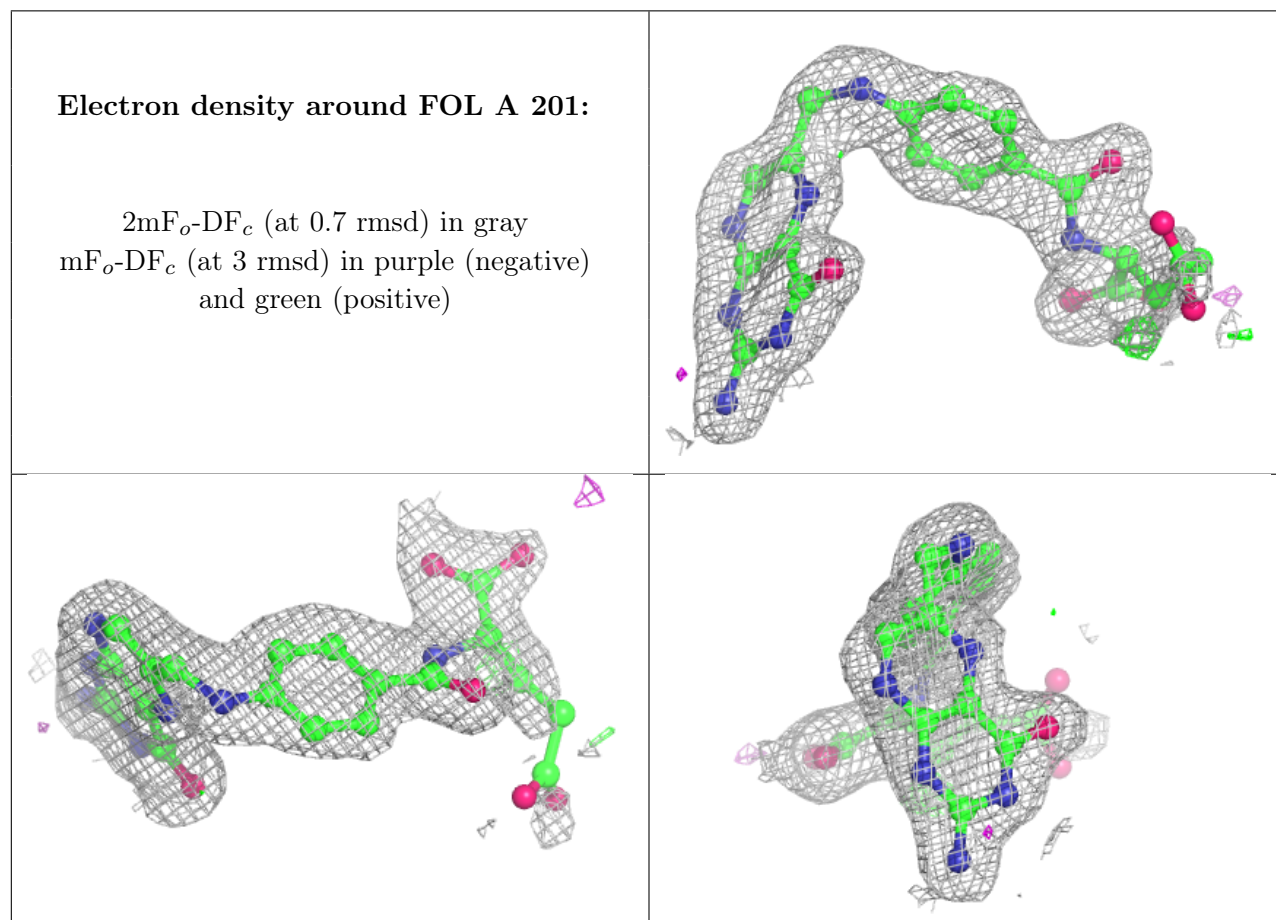 Electron density around FOL A 201:
2mFo-DFc (at 0.7 rmsd) in gray
mFo-DFc (at 3 rmsd) in purple (negative)
and green (positive)